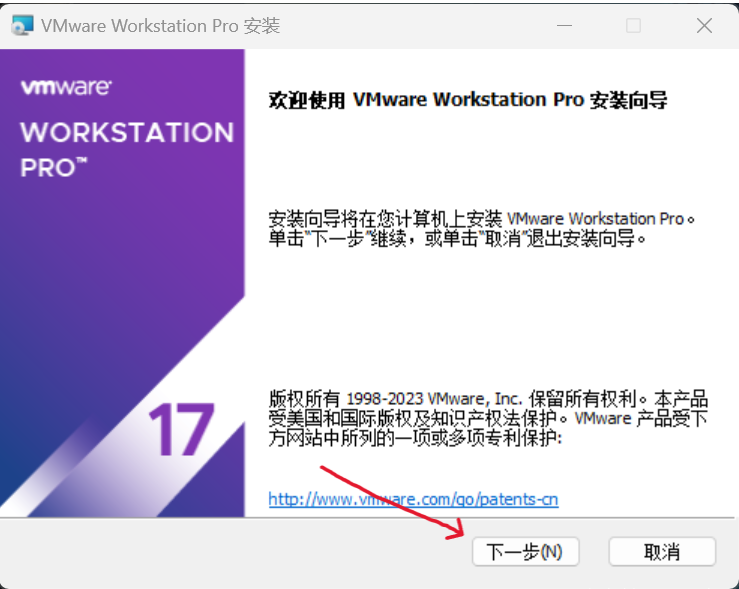 VMware Workstation Pro 安装
vmware®
WORKSTATION
PRO™
17
欢迎使用 VMware Workstation Pro 安装向导
安装向导将在您计算机上安装 VMware Workstation Pro。
单击“下一步”继续，或单击“取消”退出安装向导。
版权所有 1998-2023 VMware, Inc. 保留所有权利。本产品
受美国和国际版权及知识产权法保护。VMware 产品受下
方网站中所列的一项或多项专利保护:
http://www.vmware.com/go/patents-cn
下一步(N)
取消